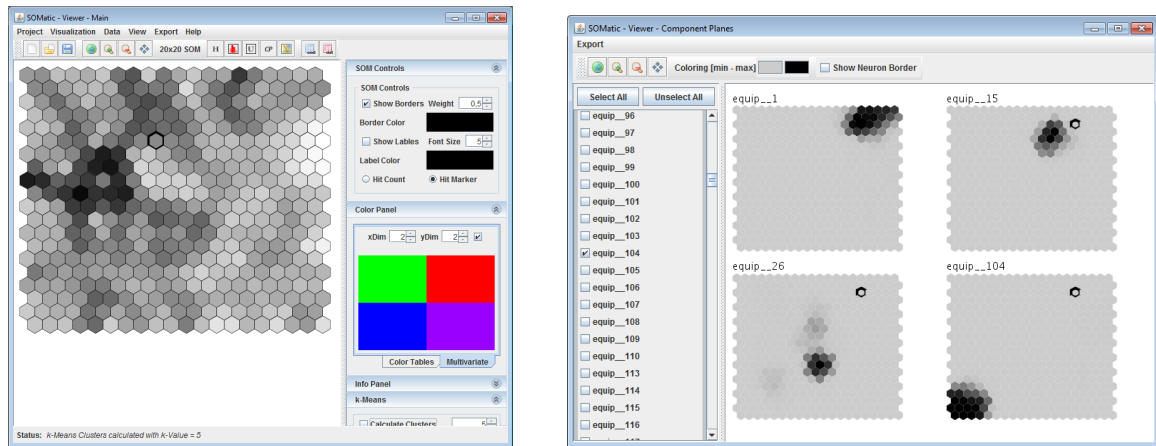 SOMatic - Viewer - Main
Project Visualization Data View Export Help
20x20 SOM H U CP
SOM Controls
SOM Controls
Show Borders Weight 0,5
Border Color
Show Lables Font Size 5
Label Color
Hit Count Hit Marker
Color Panel
xDim 2 yDim 2
Color Tables Multivariate
Info Panel
k-Means
Calculate Clusters 5
Status: k-Means Clusters calculated with k-Value = 5
SOMatic - Viewer - Component Planes
Export
Coloring [min - max] Show Neuron Border
Select All Unselect All
equip__96
equip__97
equip__98
equip__99
equip__100
equip__101
equip__102
equip__103
equip__104
equip__105
equip__106
equip__107
equip__108
equip__109
equip__110
equip__113
equip__114
equip__115
equip__116
equip__1
equip__15
equip__26
equip__104